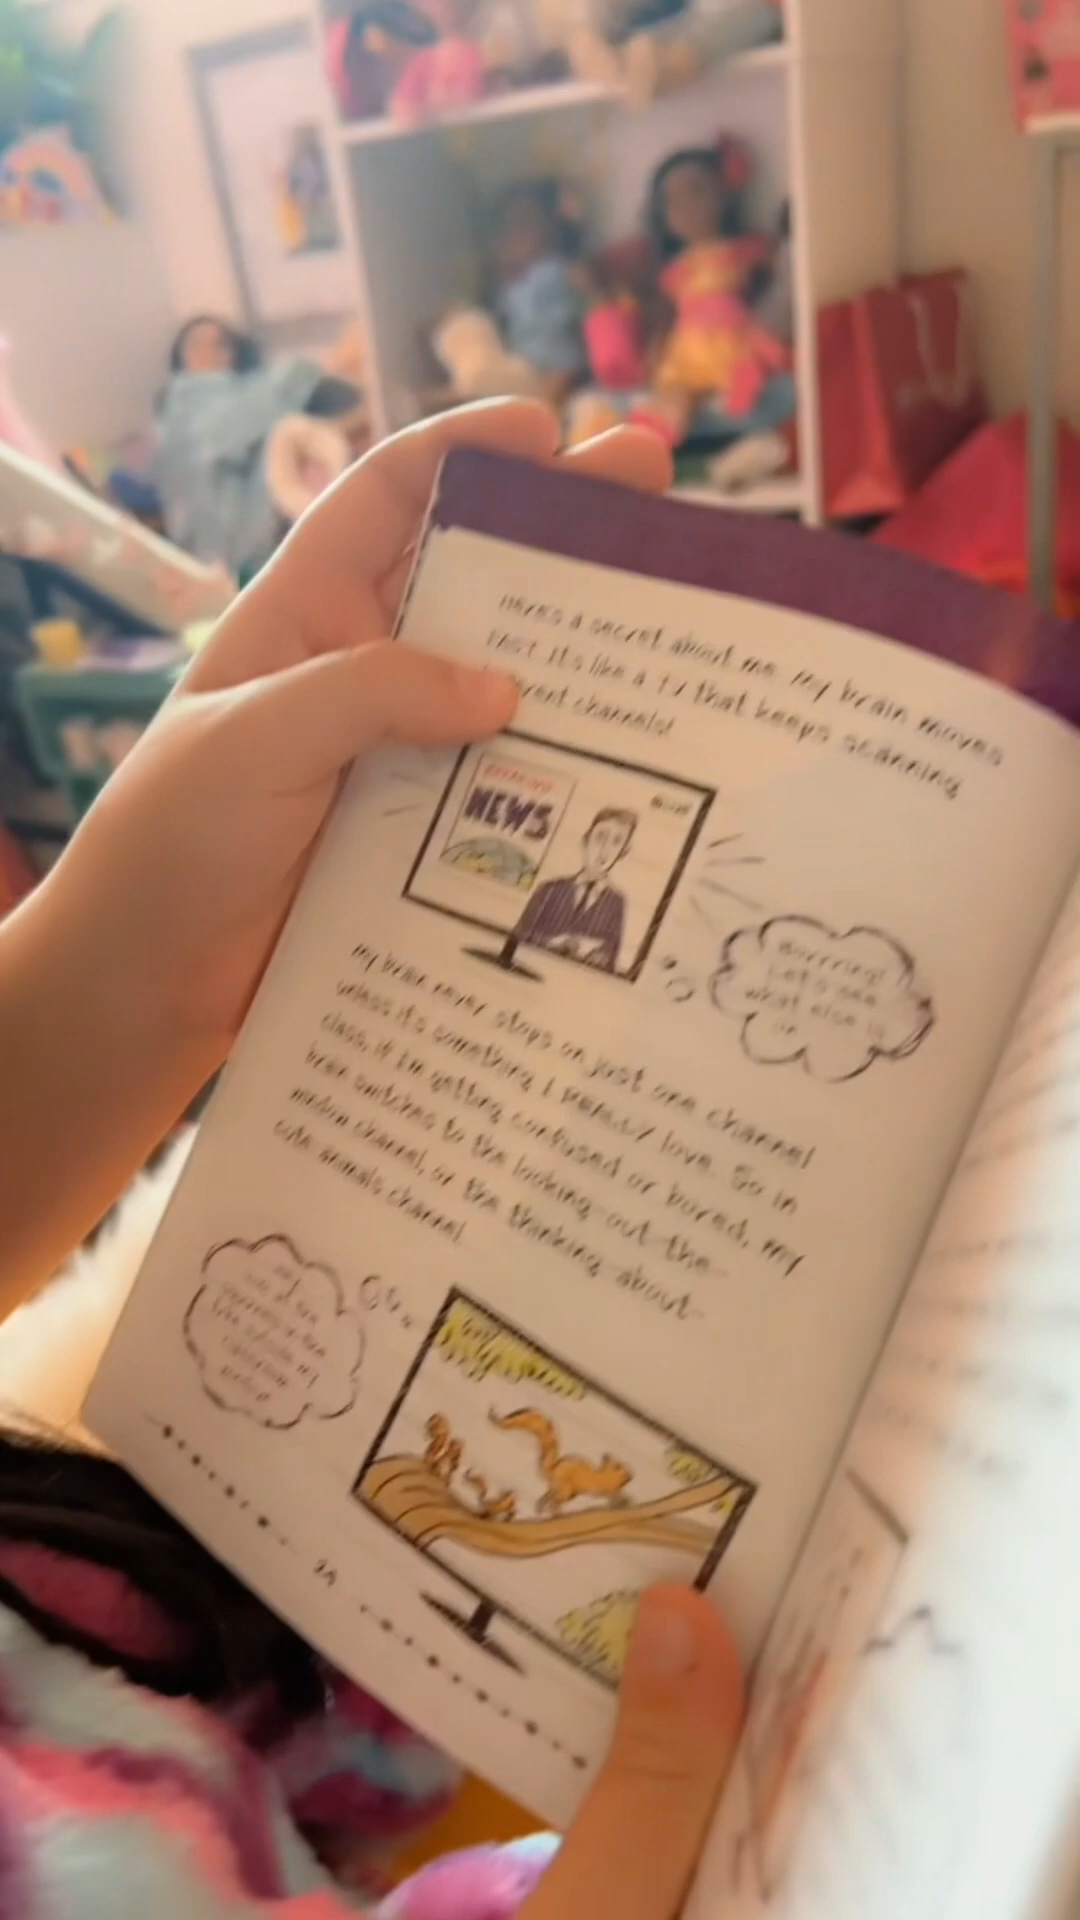 Here's a secret about me. My brain moves
FAST. It's like a TV that keeps scanning
different channels!
BREAKING
NEWS
Borrring!
Let's see
what else is
on
My brain never stops on just one channel
unless it's something I REALLY love. So in
class, if I'm getting confused or bored, my
brain switches to the looking-out-the-
window channel, or the thinking-about-
cute-animals channel.